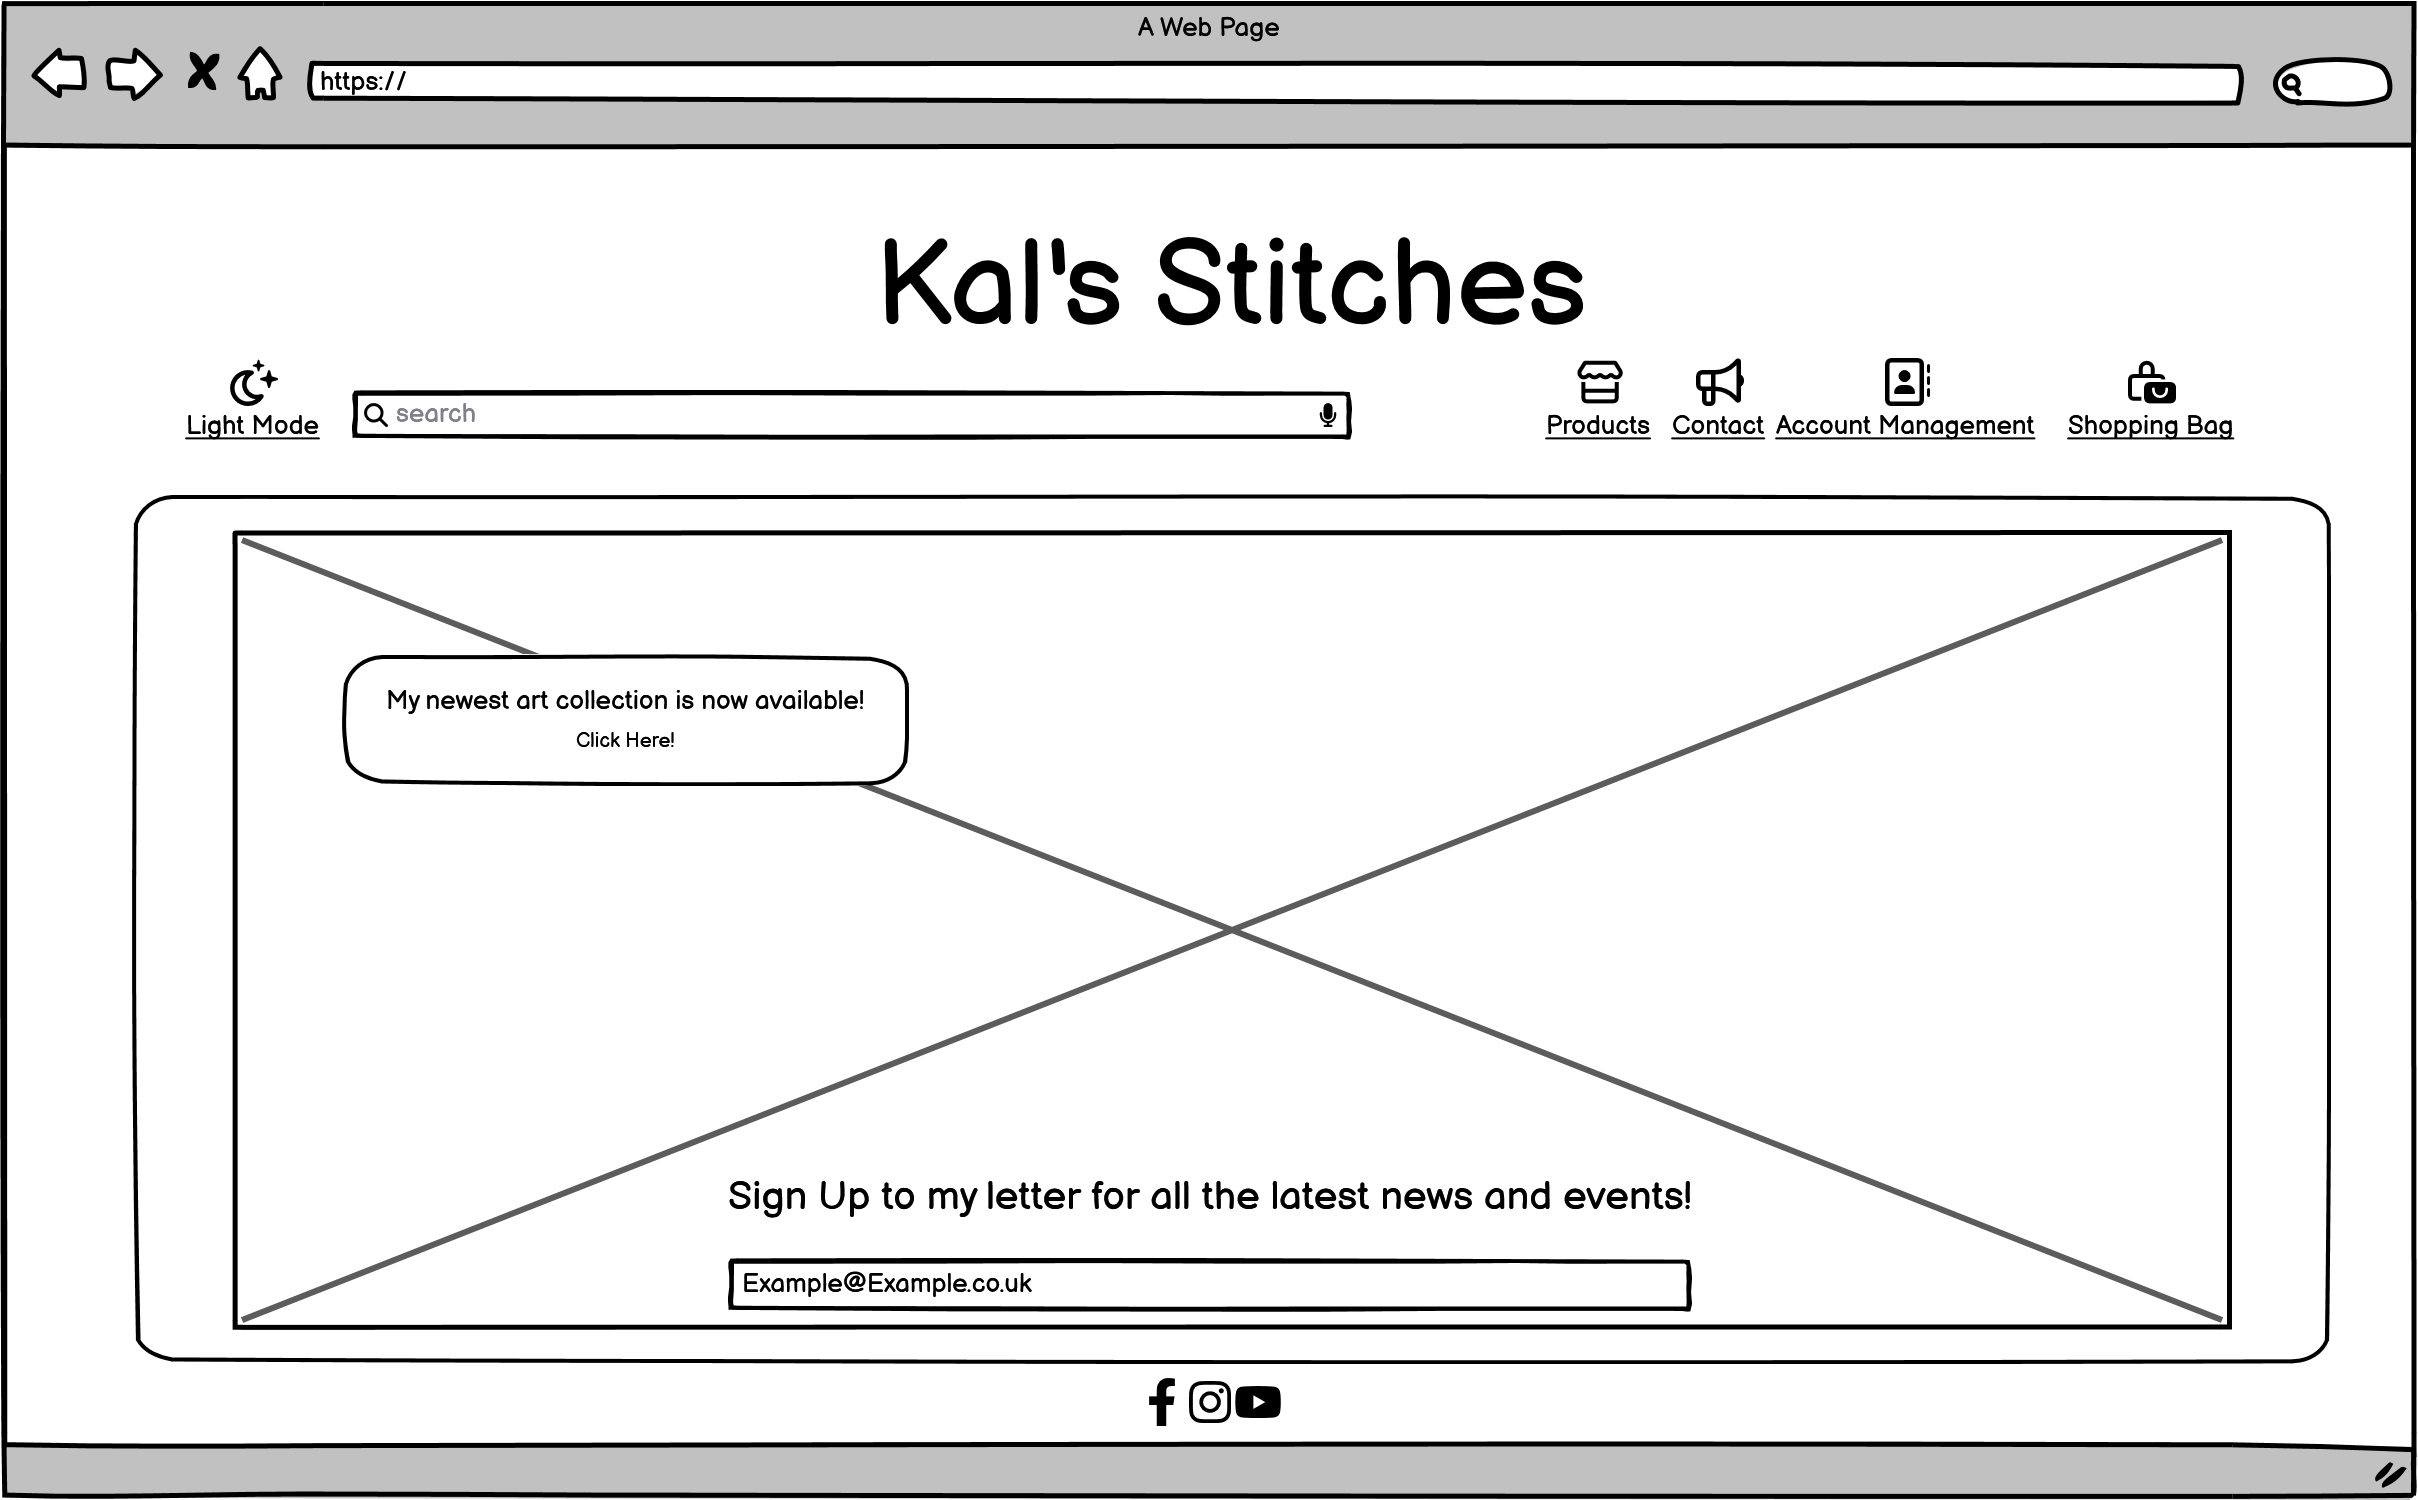 A Web Page
https://
Kal's Stitches
Light Mode
search
Products
Contact
Account Management
Shopping Bag
My newest art collection is now available!
Click Here!
Sign Up to my letter for all the latest news and events!
Example@Example.co.uk